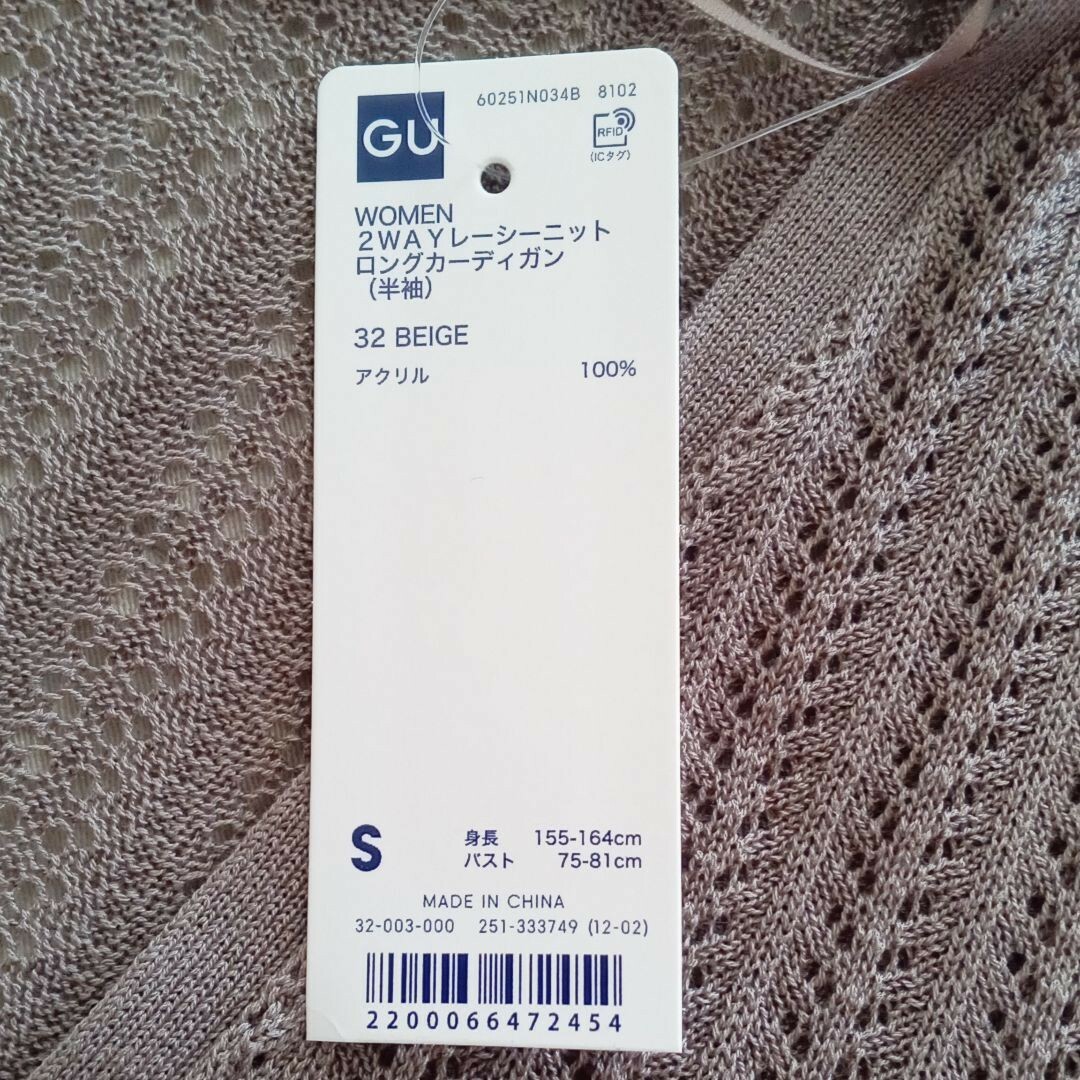 60251N034B 8102
GU
RFID
(ICタグ)
WOMEN
2WAYレーシーニット
ロングカーディガン
(半袖)
32 BEIGE
アクリル 100%
S
身長 155-164cm
バスト 75-81cm
MADE IN CHINA
32-003-000 251-333749 (12-02)
2200066472454